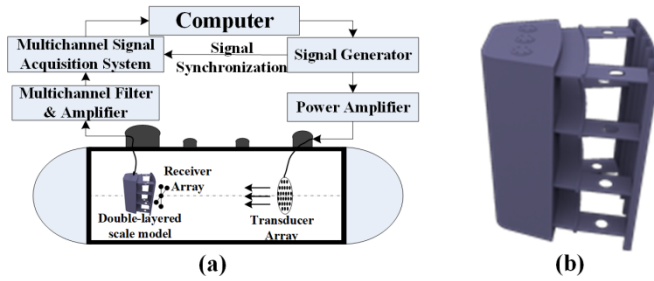 Computer
Multichannel Signal
Acquisition System
Signal
Synchronization
Signal Generator
Multichannel Filter
& Amplifier
Power Amplifier
Receiver
Array
Double-layered
scale model
Transducer
Array
(a)
(b)